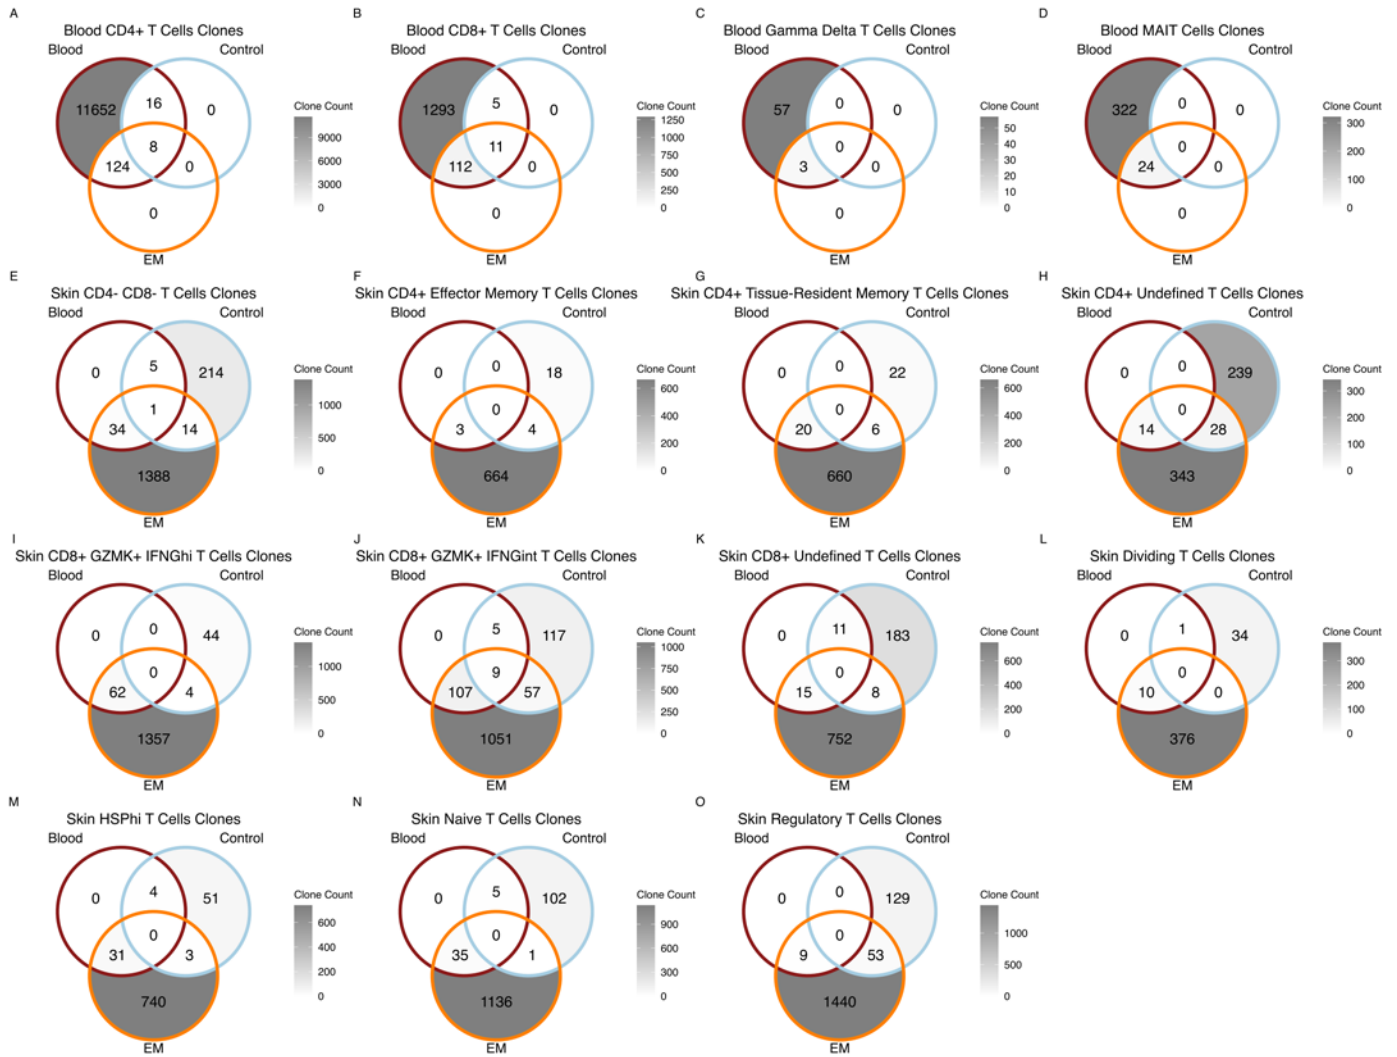 A
Blood CD4+ T Cells Clones
Blood
Control
11652
16
0
8
124
0
0
EM
Clone Count
9000
6000
3000
0
B
Blood CD8+ T Cells Clones
Blood
Control
1293
5
0
11
112
0
0
EM
Clone Count
1250
1000
750
500
250
0
C
Blood Gamma Delta T Cells Clones
Blood
Control
57
0
0
0
3
0
0
EM
Clone Count
50
40
30
20
10
0
D
Blood MAIT Cells Clones
Blood
Control
322
0
0
0
24
0
0
EM
Clone Count
300
200
100
0
E
Skin CD4- CD8- T Cells Clones
Blood
Control
0
5
214
1
34
14
1388
EM
Clone Count
1000
500
0
F
Skin CD4+ Effector Memory T Cells Clones
Blood
Control
0
0
18
0
3
4
664
EM
Clone Count
600
400
200
0
G
Skin CD4+ Tissue-Resident Memory T Cells Clones
Blood
Control
0
0
22
0
20
6
660
EM
Clone Count
600
400
200
0
H
Skin CD4+ Undefined T Cells Clones
Blood
Control
0
0
239
0
14
28
343
EM
Clone Count
300
200
100
0
I
Skin CD8+ GZMK+ IFNGhi T Cells Clones
Blood
Control
0
0
44
0
62
4
1357
EM
Clone Count
1000
500
0
J
Skin CD8+ GZMK+ IFNGint T Cells Clones
Blood
Control
0
5
117
9
107
57
1051
EM
Clone Count
1000
750
500
250
0
K
Skin CD8+ Undefined T Cells Clones
Blood
Control
0
11
183
0
15
8
752
EM
Clone Count
600
400
200
0
L
Skin Dividing T Cells Clones
Blood
Control
0
1
34
0
10
0
376
EM
Clone Count
300
200
100
0
M
Skin HSPhi T Cells Clones
Blood
Control
0
4
51
0
31
3
740
EM
Clone Count
600
400
200
0
N
Skin Naive T Cells Clones
Blood
Control
0
5
102
0
35
1
1136
EM
Clone Count
900
600
300
0
O
Skin Regulatory T Cells Clones
Blood
Control
0
0
129
0
9
53
1440
EM
Clone Count
1000
500
0